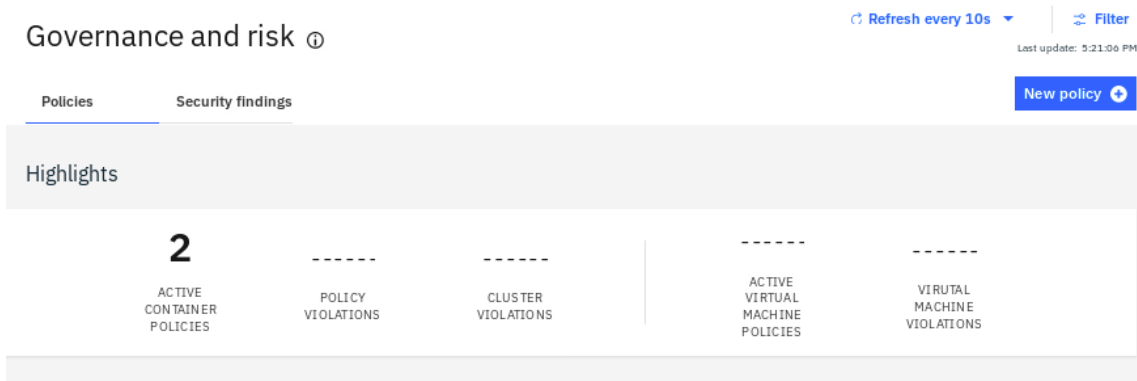 Governance and risk
Refresh every 10s
Filter
Last update: 5:21:06 PM
Policies
Security findings
New policy
Highlights
2
ACTIVE
CONTAINER
POLICIES
------
POLICY
VIOLATIONS
------
CLUSTER
VIOLATIONS
------
ACTIVE
VIRTUAL
MACHINE
POLICIES
------
VIRUTAL
MACHINE
VIOLATIONS